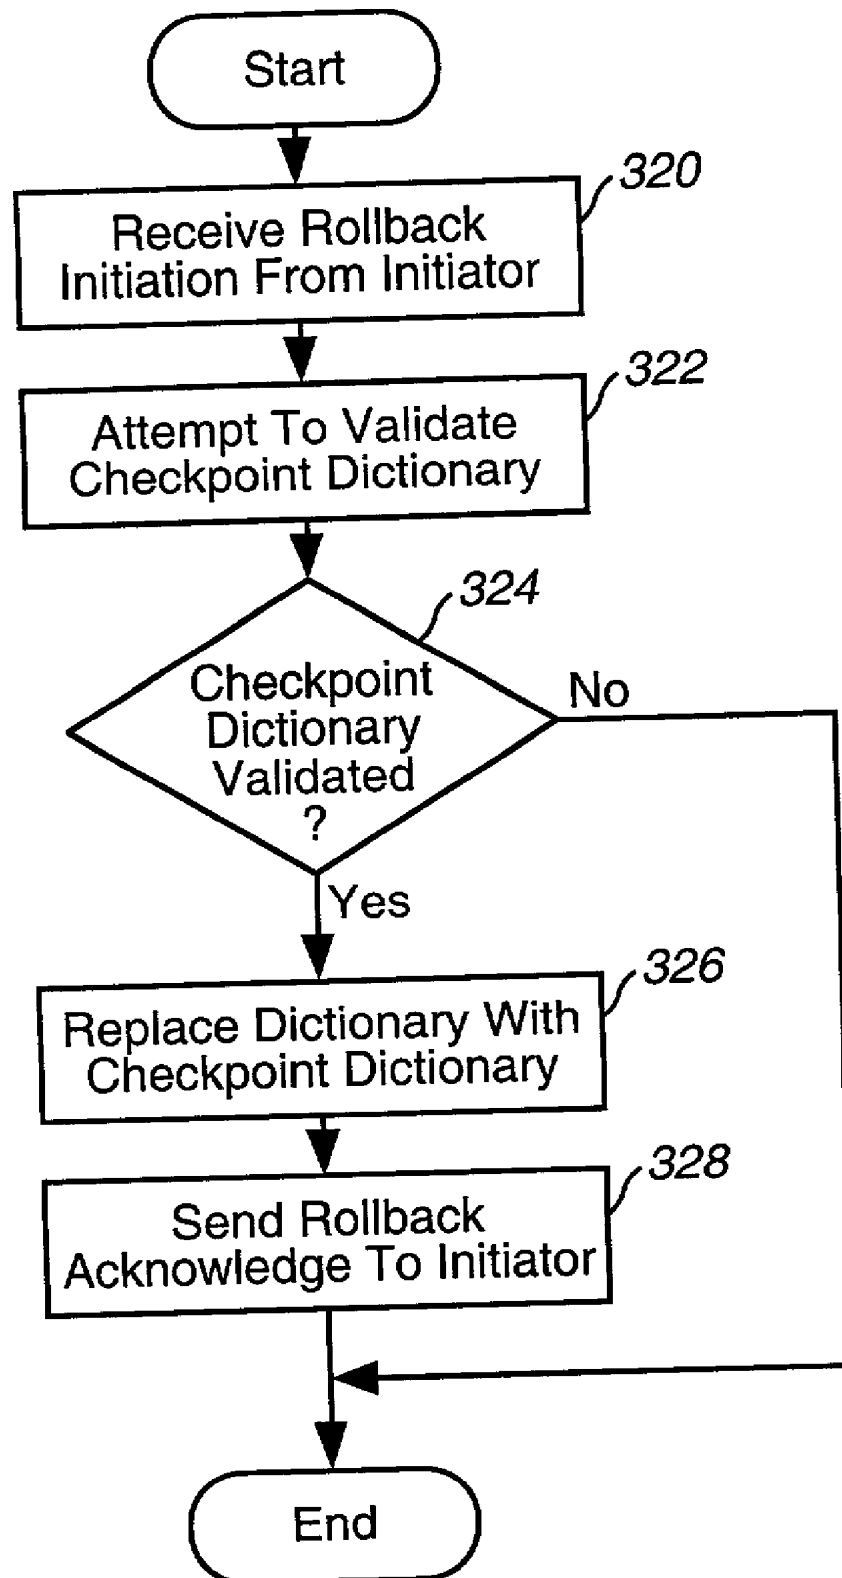 Start
320
Receive Rollback
Initiation From Initiator
322
Attempt To Validate
Checkpoint Dictionary
324
Checkpoint
Dictionary
Validated
?
No
Yes
326
Replace Dictionary With
Checkpoint Dictionary
328
Send Rollback
Acknowledge To Initiator
End